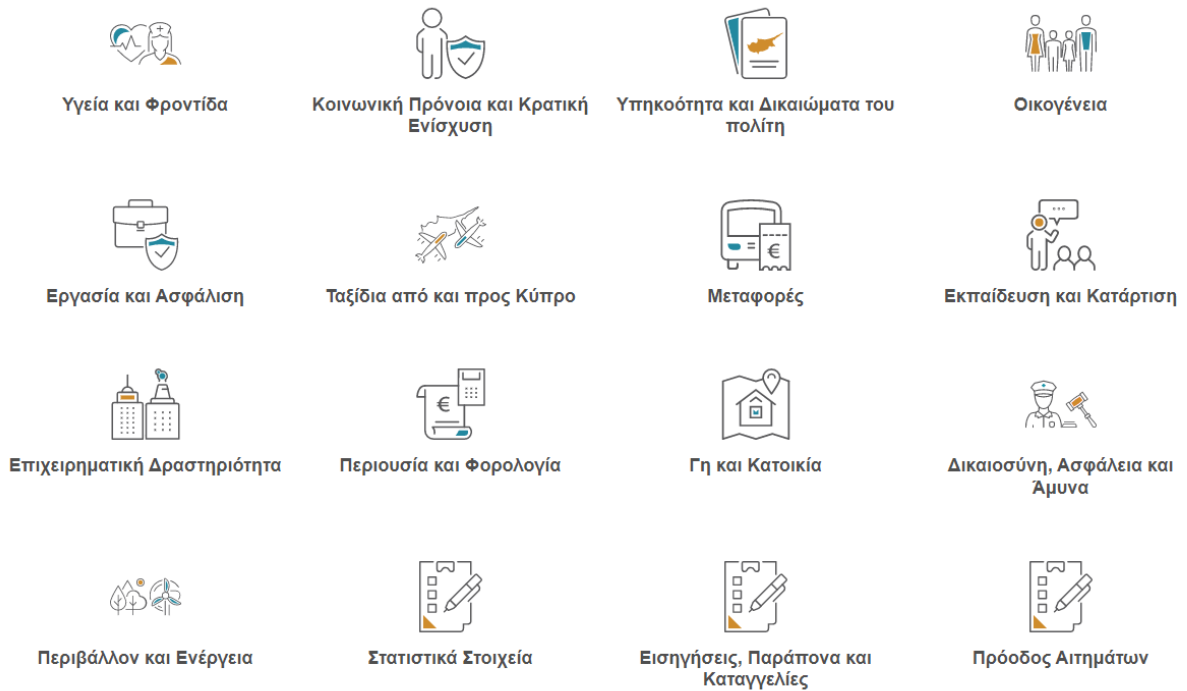 Υγεία και Φροντίδα
Κοινωνική Πρόνοια και Κρατική
Ενίσχυση
Υπηκοότητα και Δικαιώματα του
πολίτη
Οικογένεια
Εργασία και Ασφάλιση
Ταξίδια από και προς Κύπρο
€
Μεταφορές
Εκπαίδευση και Κατάρτιση
Επιχειρηματική Δραστηριότητα
€
Περιουσία και Φορολογία
Γη και Κατοικία
Δικαιοσύνη, Ασφάλεια και
Άμυνα
Περιβάλλον και Ενέργεια
Στατιστικά Στοιχεία
Εισηγήσεις, Παράπονα και
Καταγγελίες
Πρόοδος Αιτημάτων